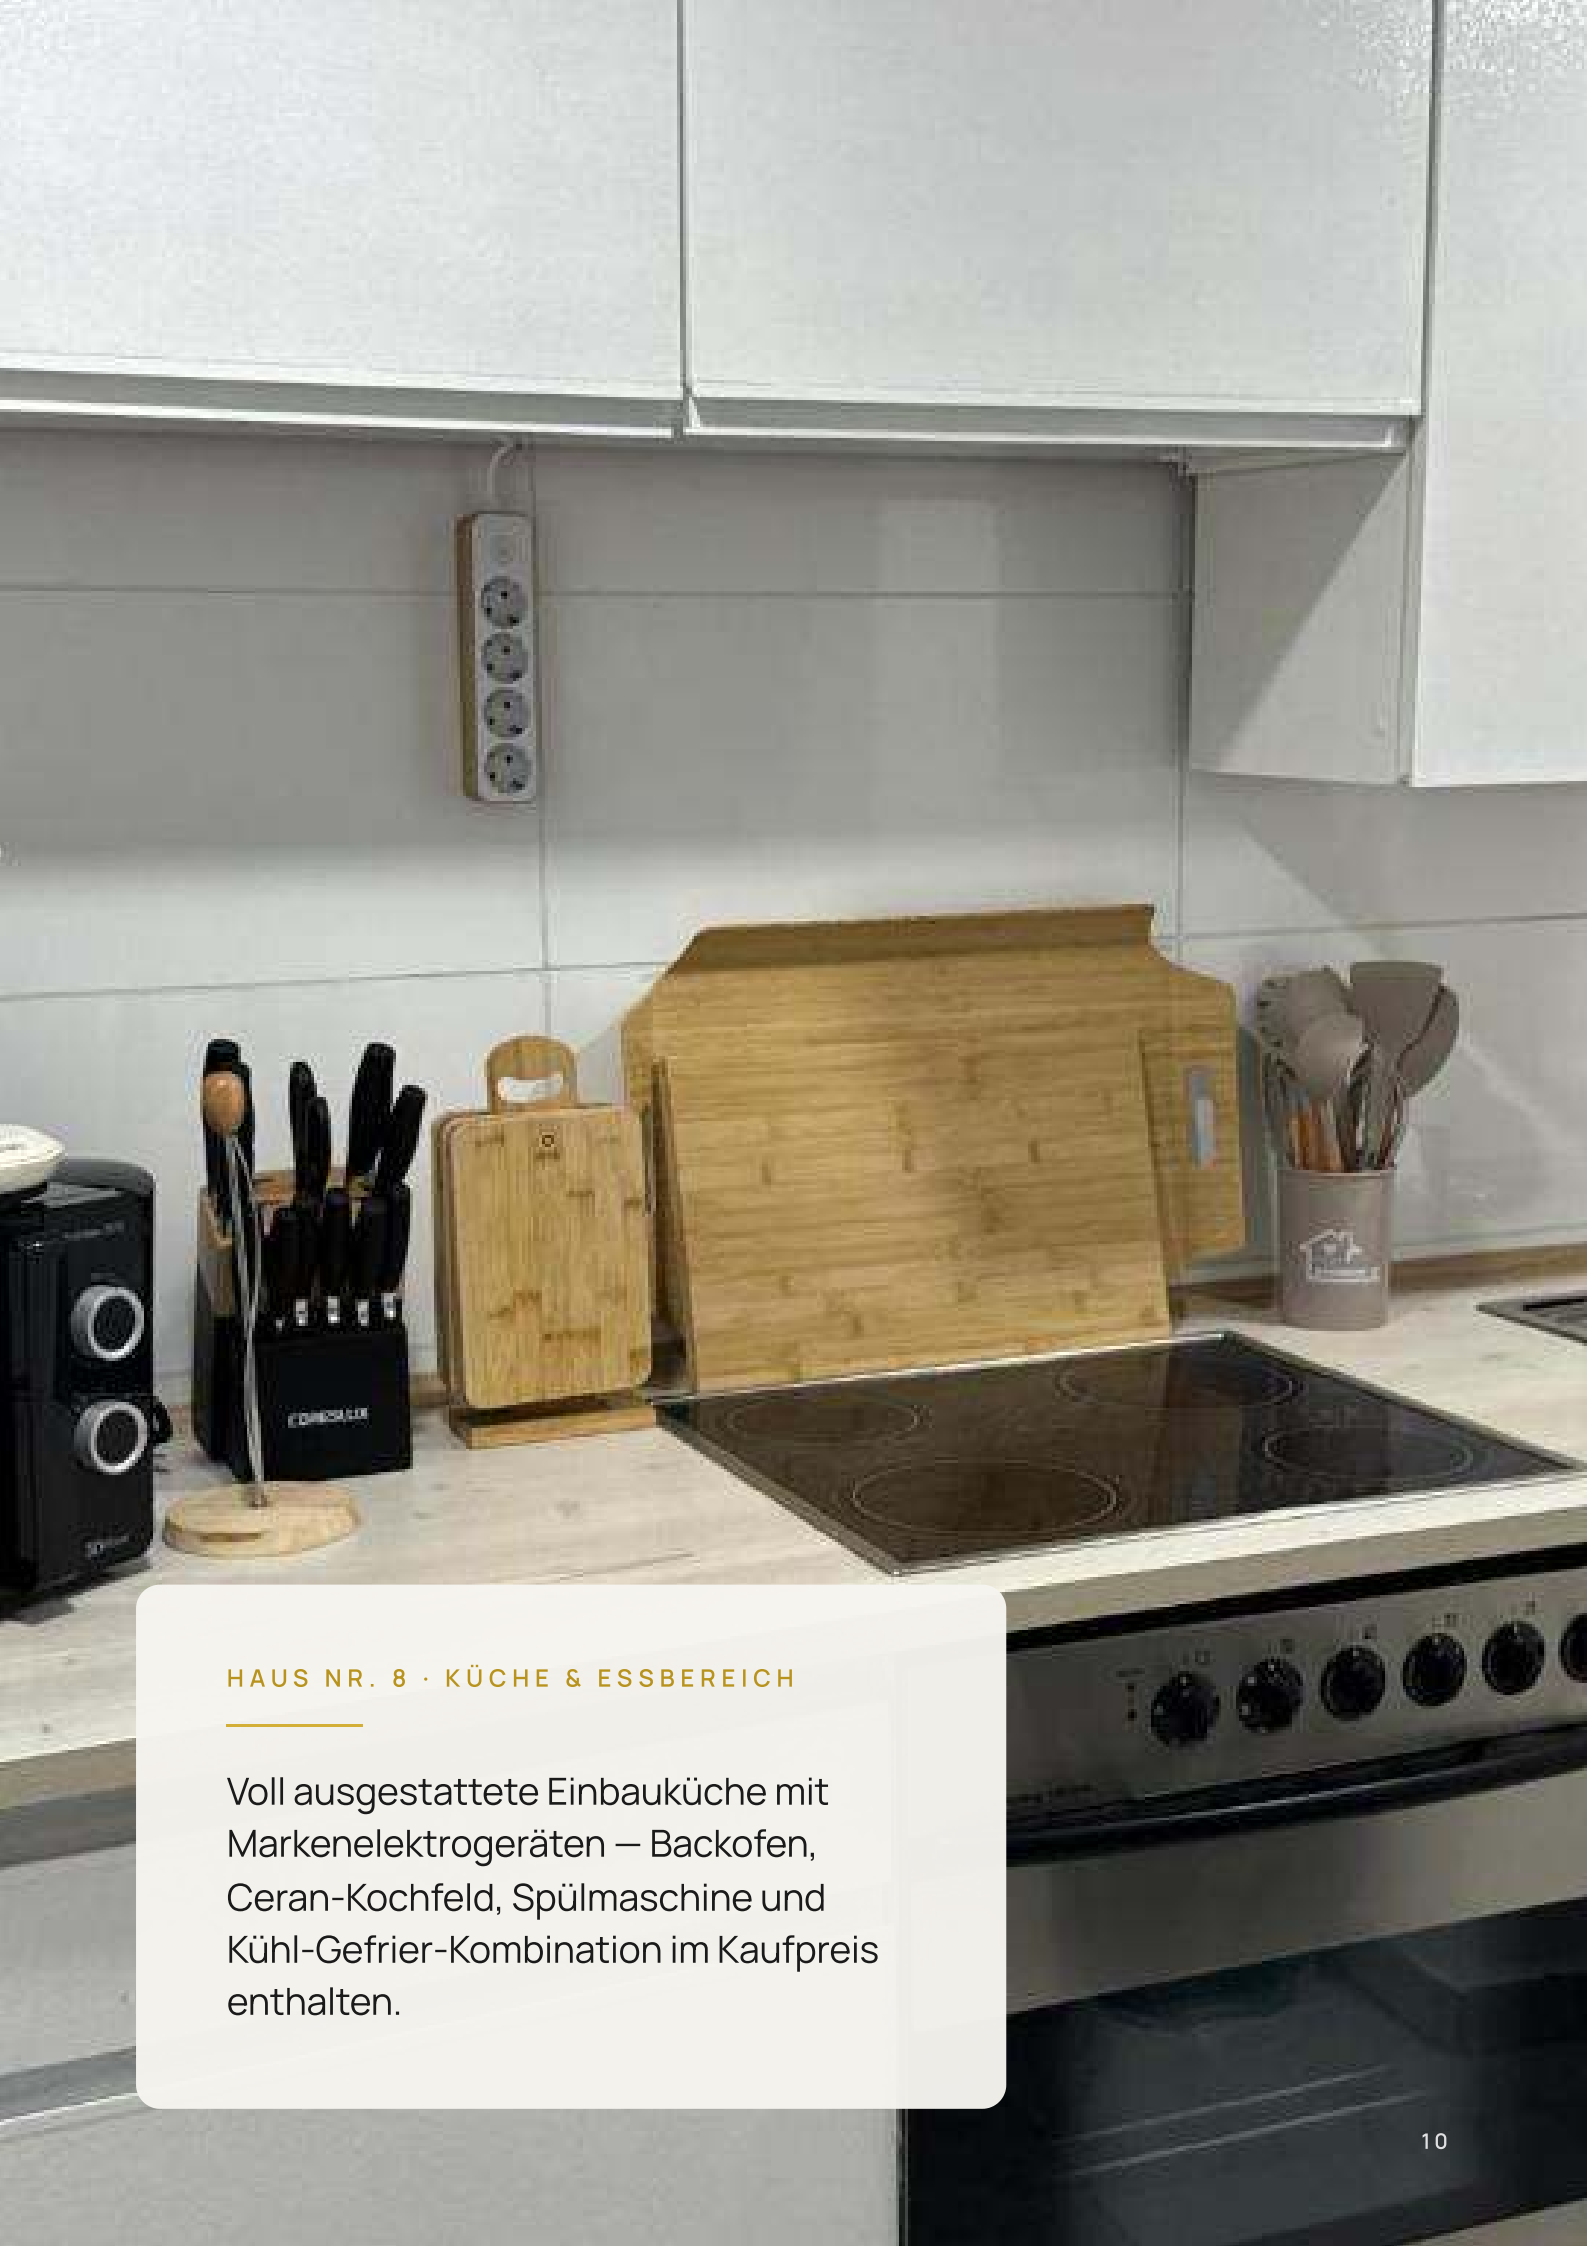 HAUS NR. 8 · KÜCHE & ESSBEREICH
Voll ausgestattete Einbauküche mit
Markenelektrogeräten — Backofen,
Ceran-Kochfeld, Spülmaschine und
Kühl-Gefrier-Kombination im Kaufpreis
enthalten.
10